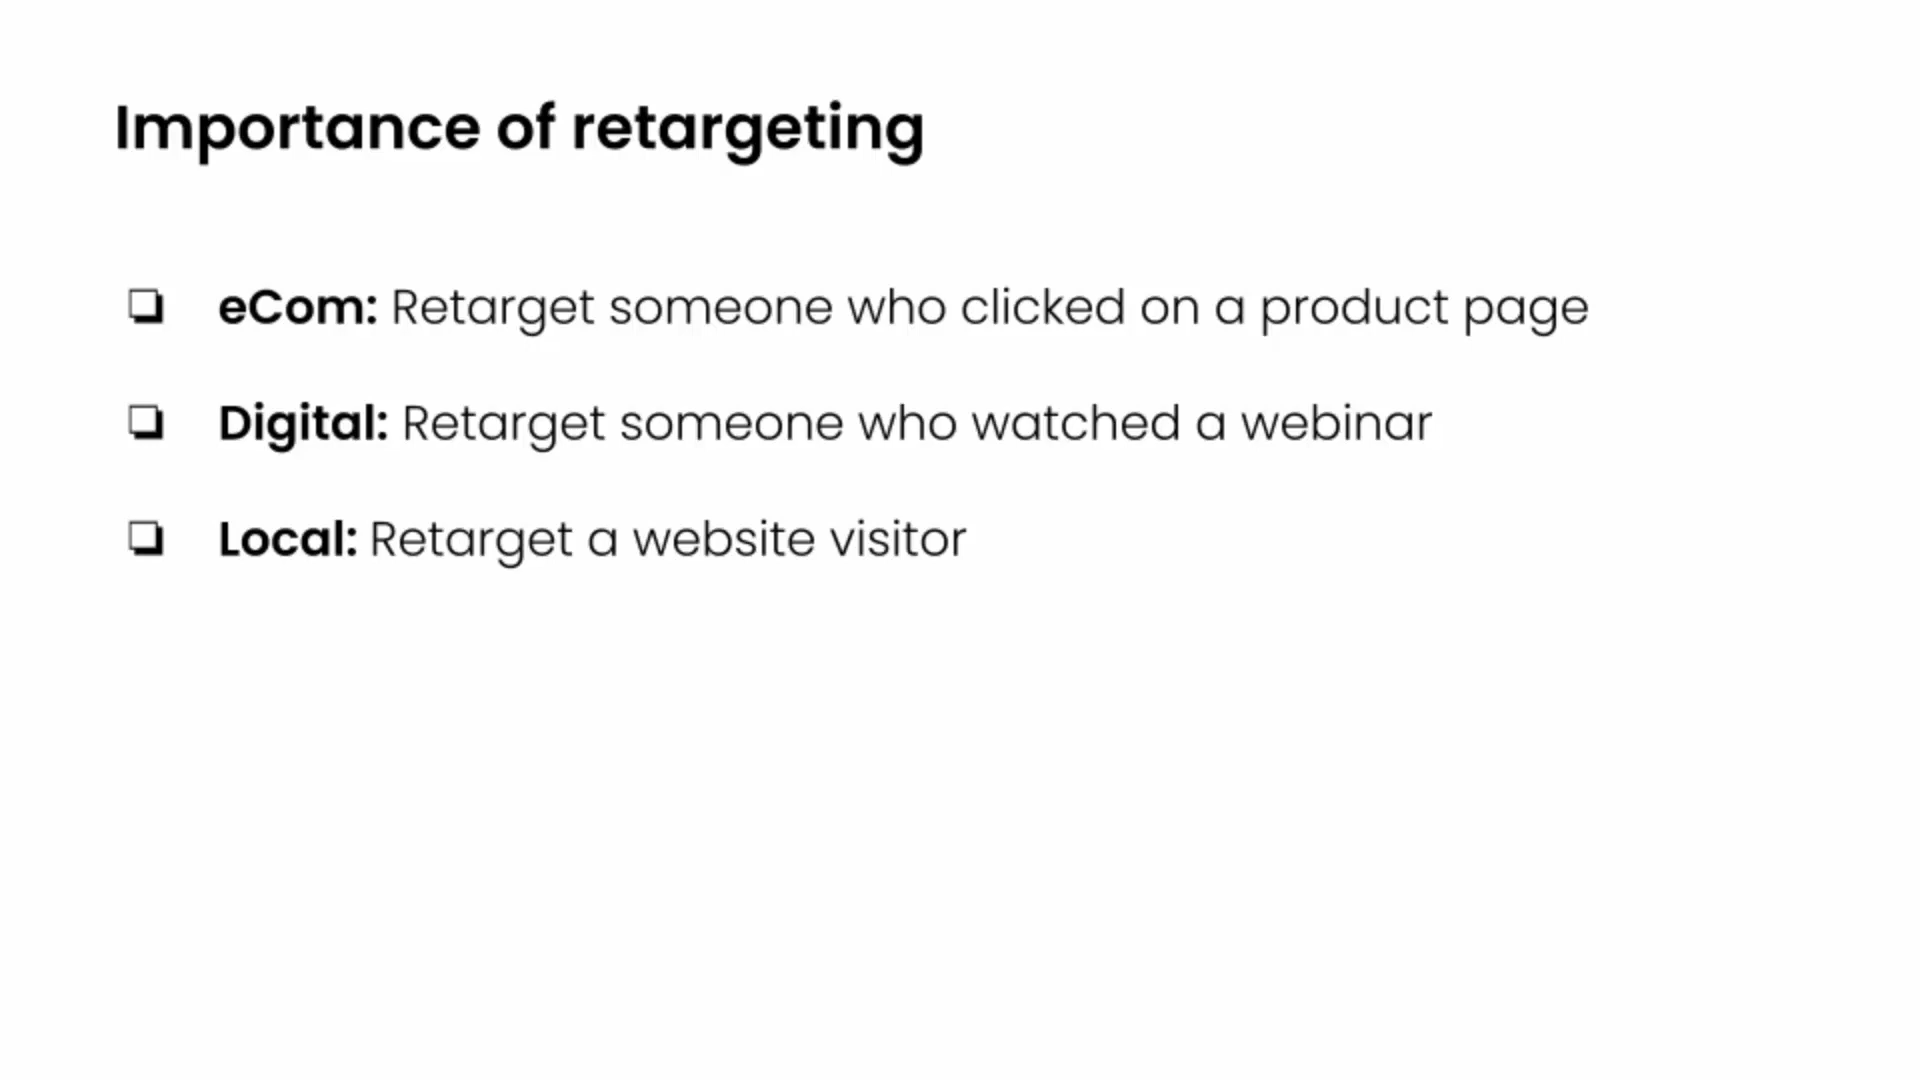 Importance of retargeting
❏ eCom: Retarget someone who clicked on a product page
❏ Digital: Retarget someone who watched a webinar
❏ Local: Retarget a website visitor